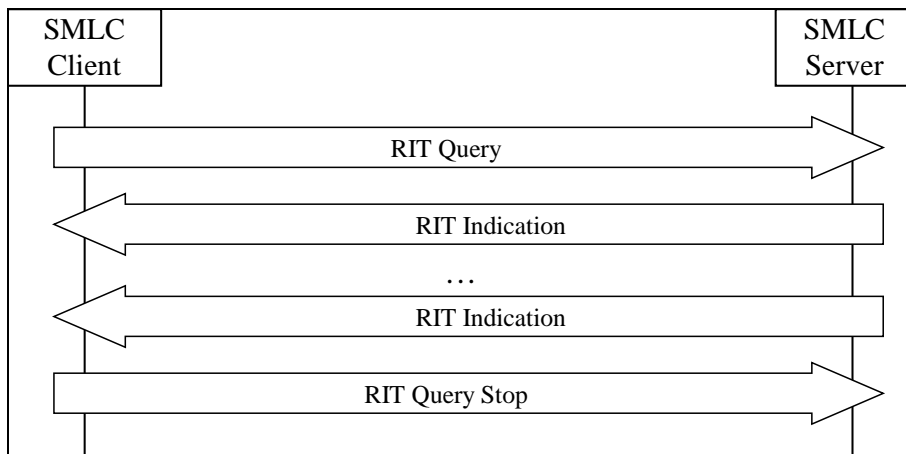 SMLC
Client
SMLC
Server
RIT Query
RIT Indication
...
RIT Indication
RIT Query Stop